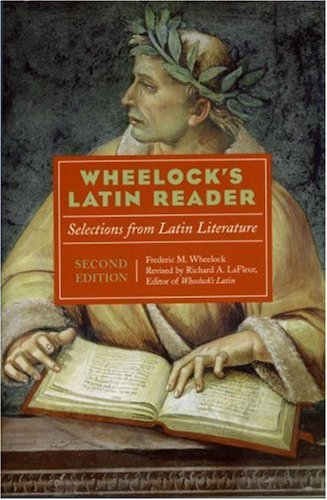 WHEELOCK'S
LATIN READER
Selections from Latin Literature
SECOND
EDITION
Frederic M. Wheelock
Revised by Richard A. LaFleur,
Editor of Wheelock's Latin